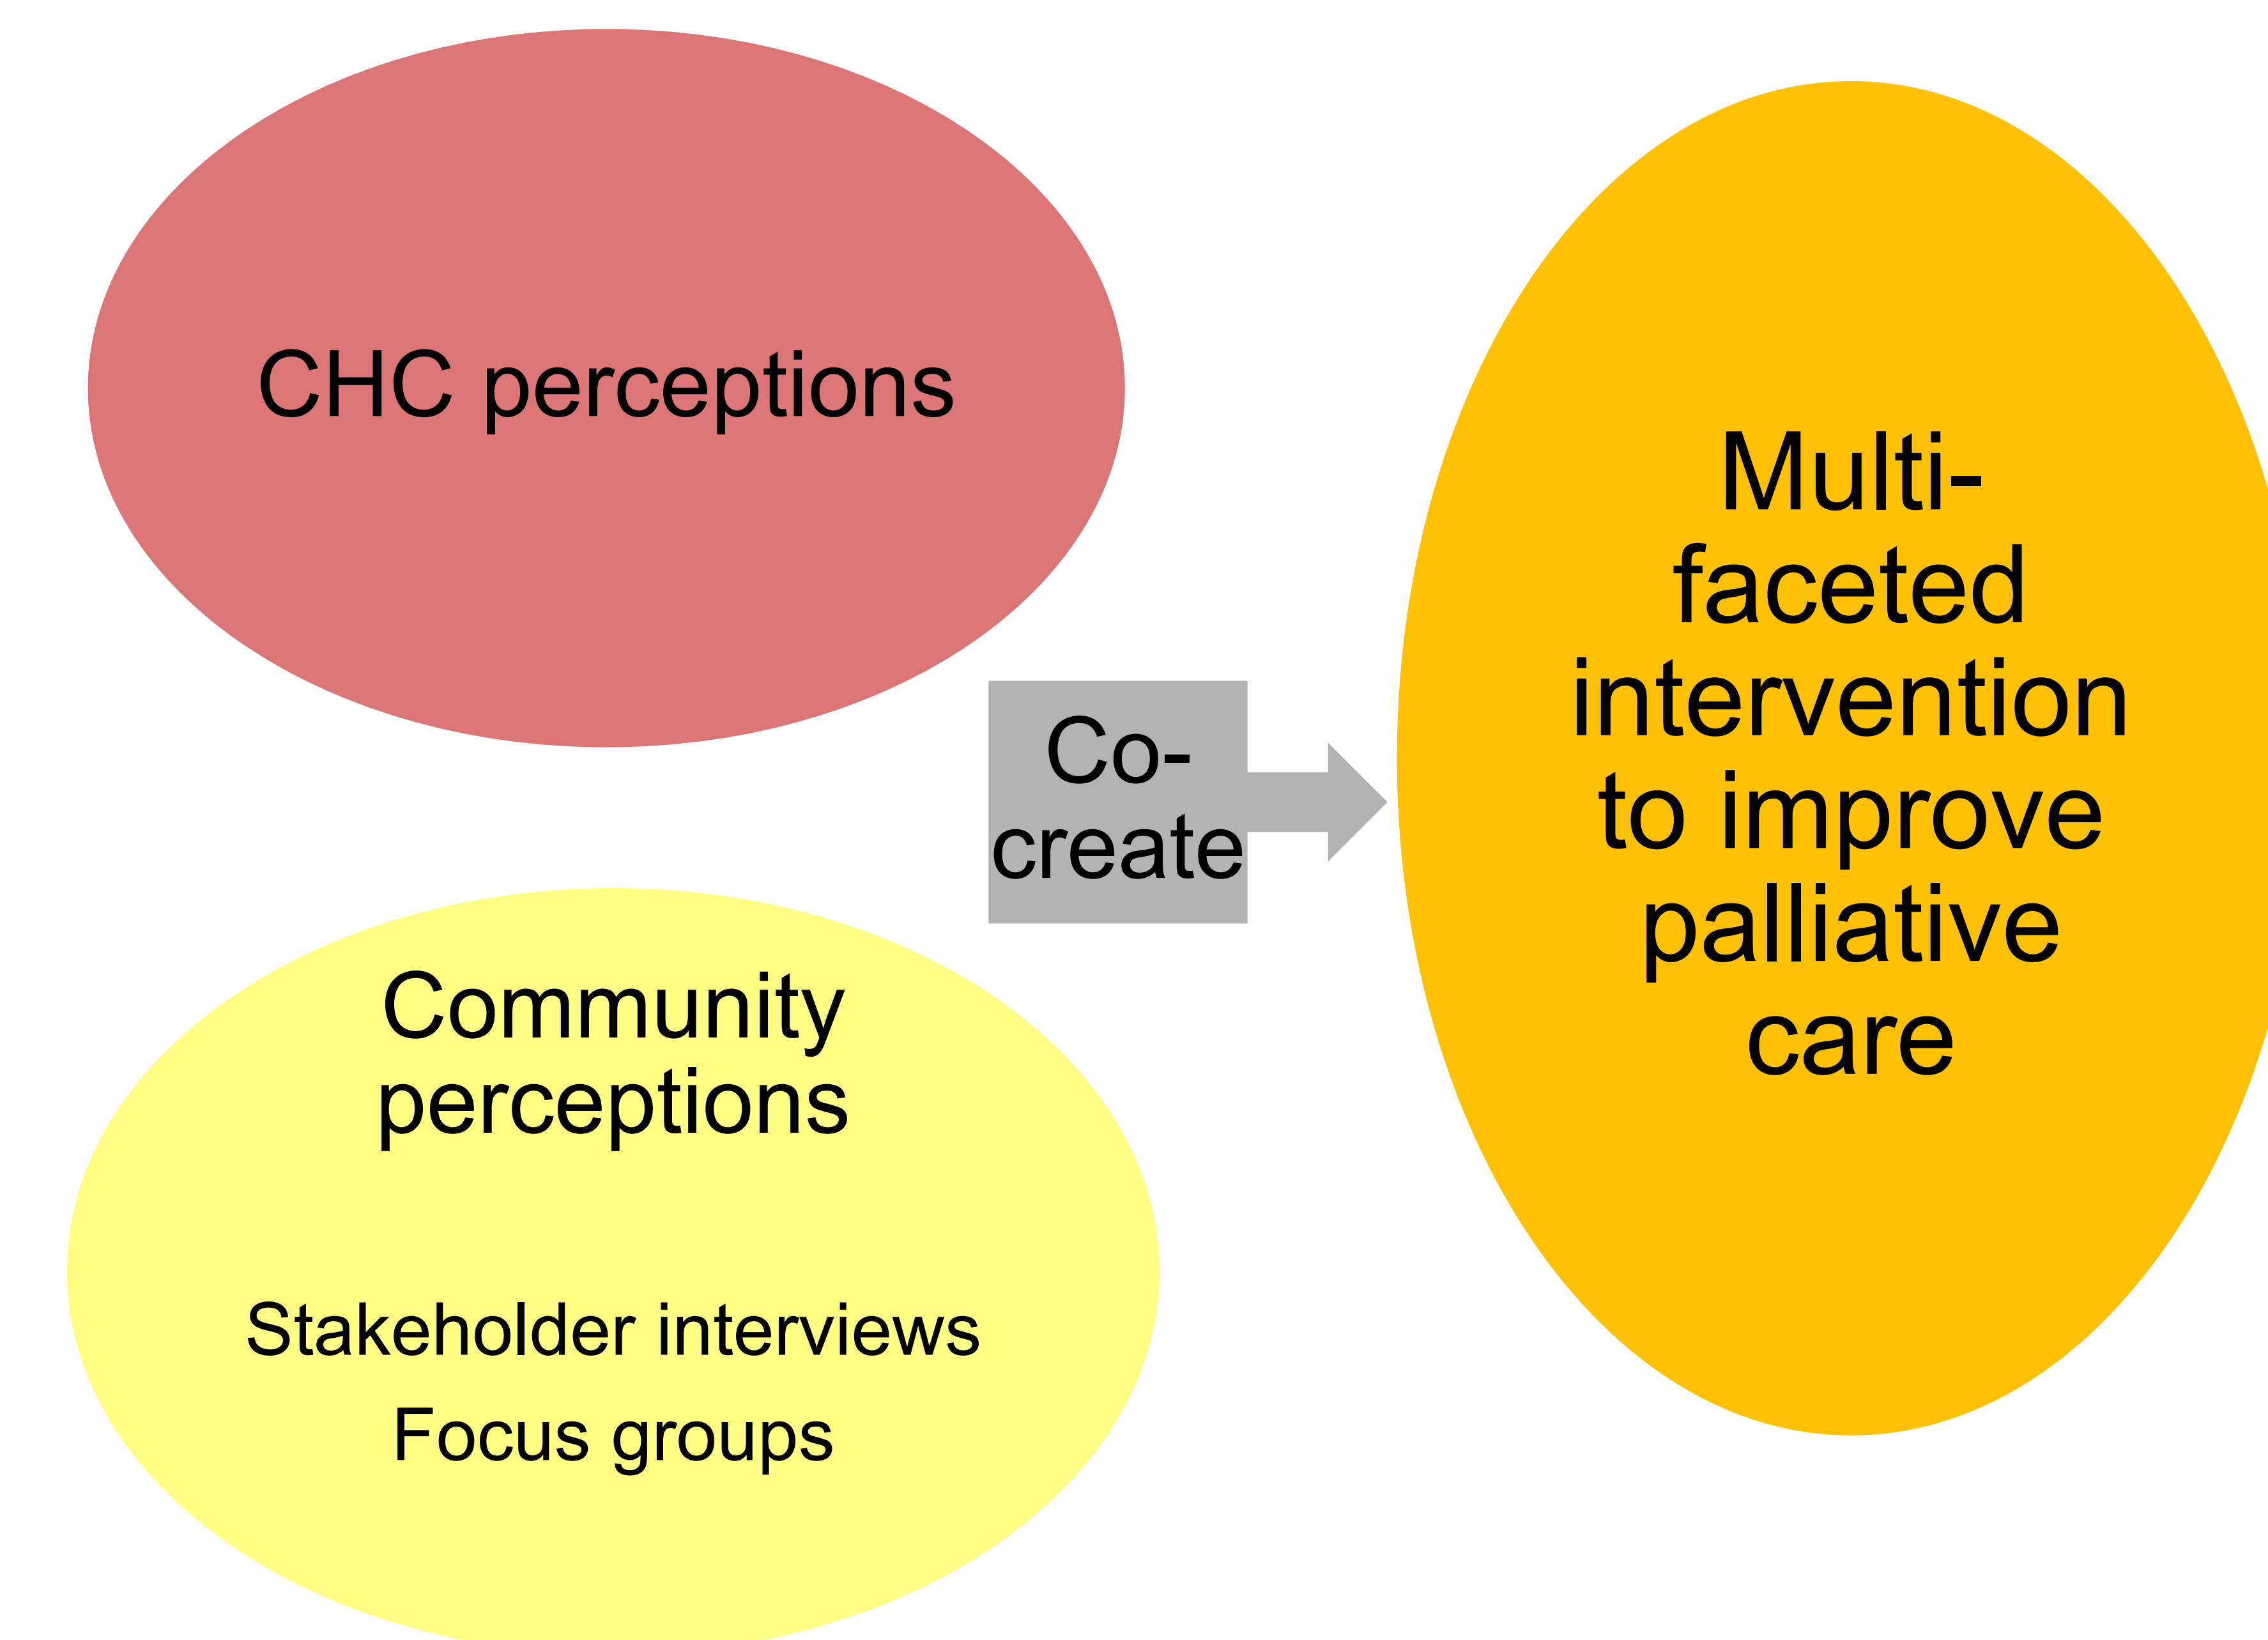 CHC perceptions
Community
perceptions
Stakeholder interviews
Focus groups
Co-
create
Multi-
faceted
intervention
to improve
palliative
care